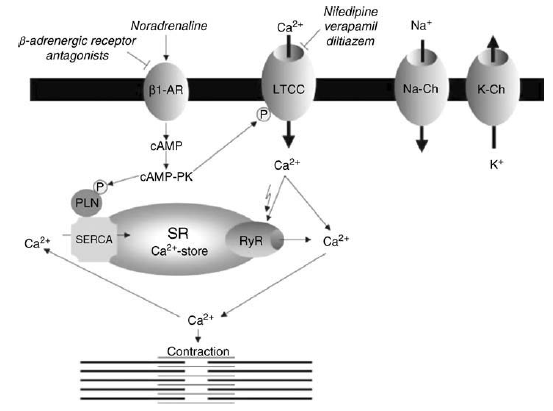 Noradrenaline
Nifedipine
verapamil
diltiazem
β-adrenergic receptor
antagonists
Ca²⁺
Na⁺
β1-AR
LTCC
Na-Ch
K-Ch
P
cAMP
cAMP-PK
Ca²⁺
K⁺
P
PLN
SERCA
SR
Ca²⁺-store
RyR
Ca²⁺
Ca²⁺
Ca²⁺
Contraction